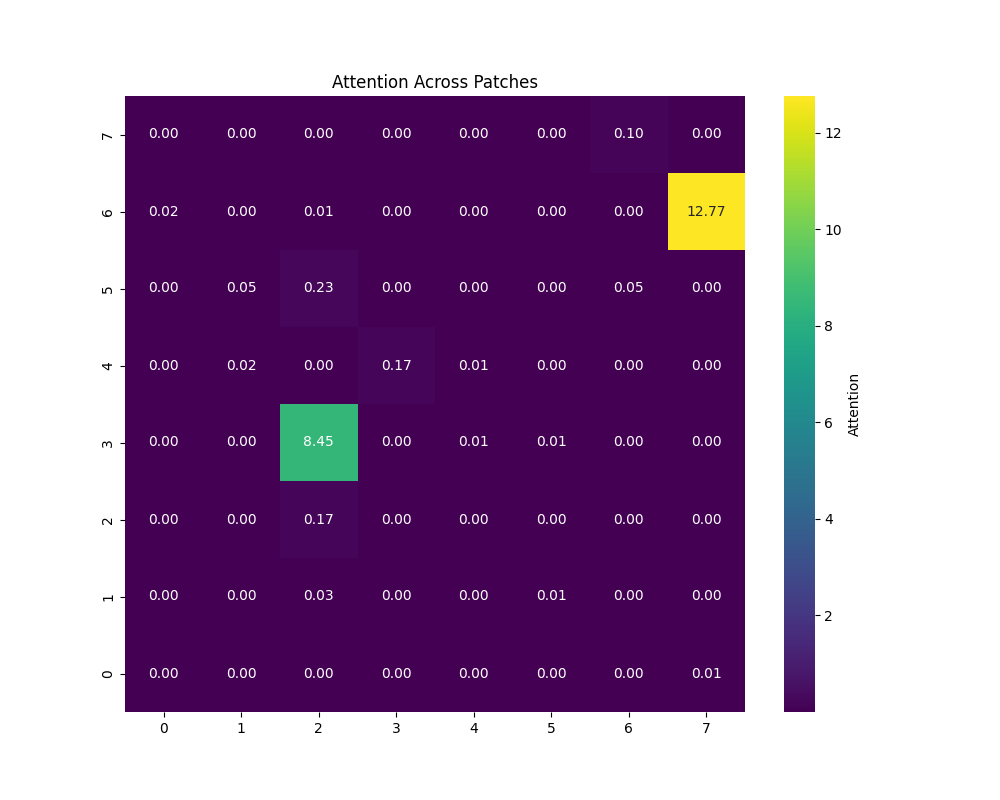 Attention Across Patches
7 0.00 0.00 0.00 0.00 0.00 0.00 0.10 0.00
12
6 0.02 0.00 0.01 0.00 0.00 0.00 0.00 12.77
10
5 0.00 0.05 0.23 0.00 0.00 0.00 0.05 0.00
8
4 0.00 0.02 0.00 0.17 0.01 0.00 0.00 0.00
Attention
6
3 0.00 0.00 8.45 0.00 0.01 0.01 0.00 0.00
4
2 0.00 0.00 0.17 0.00 0.00 0.00 0.00 0.00
2
1 0.00 0.00 0.03 0.00 0.00 0.01 0.00 0.00
0 0.00 0.00 0.00 0.00 0.00 0.00 0.00 0.01
0 1 2 3 4 5 6 7